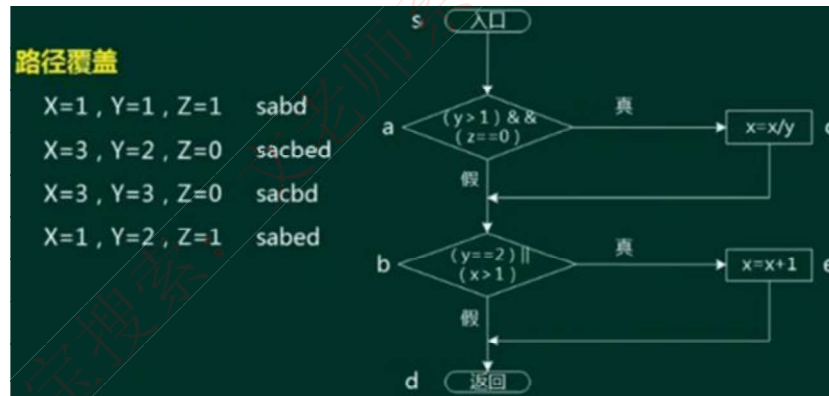 路径覆盖
X=1 , Y=1 , Z=1 sabd
X=3 , Y=2 , Z=0 sacbed
X=3 , Y=3 , Z=0 sacbd
X=1 , Y=2 , Z=1 sabed
s
入口
a
(y>1)&&
(z==0)
真
x=x/y
假
b
(y==2)||
(x>1)
真
x=x+1
e
假
d
返回